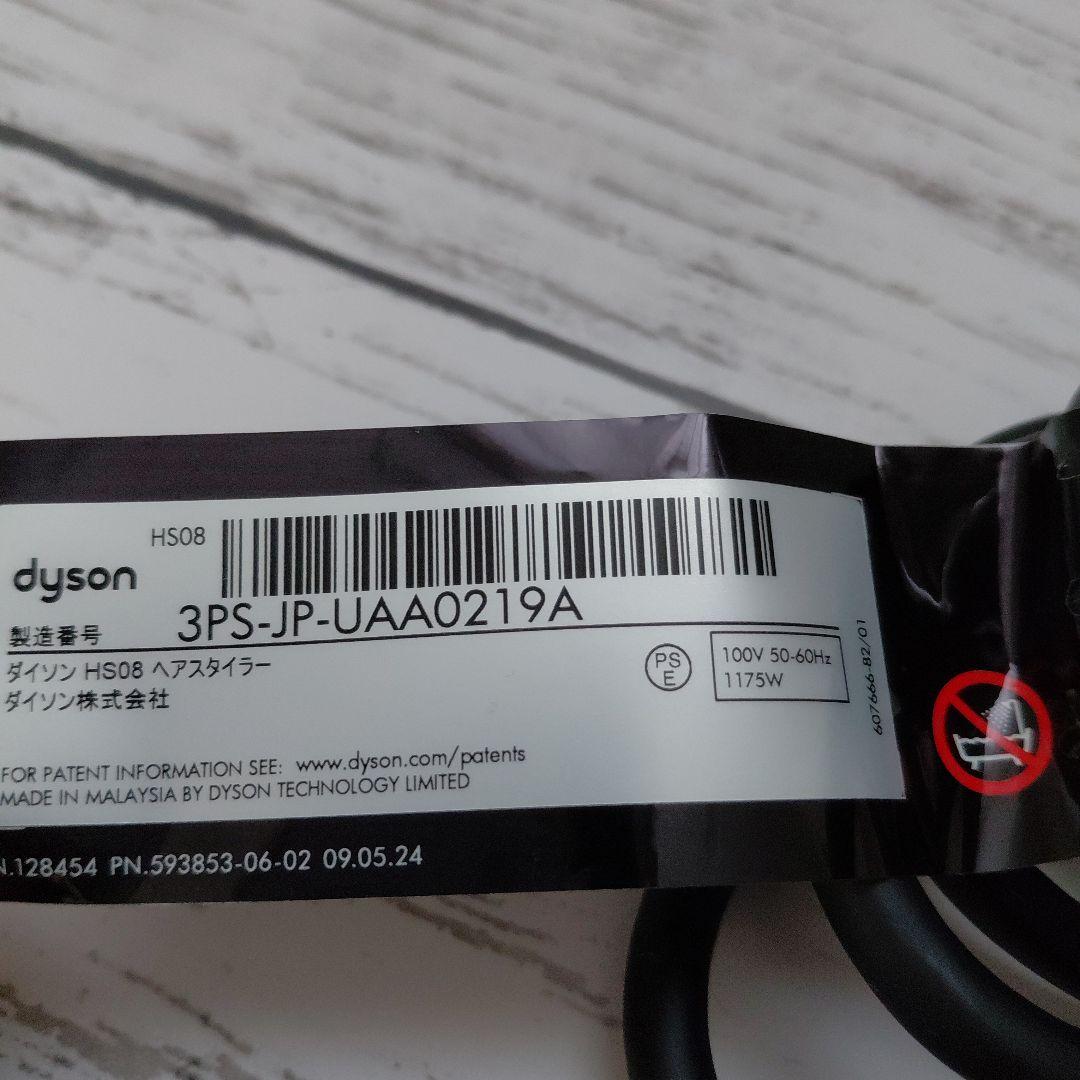 HS08
dyson
製造番号 3PS-JP-UAA0219A
ダイソン HS08 ヘアスタイラー
ダイソン株式会社
PS
E
100V 50-60Hz
1175W
607666-B2/01
FOR PATENT INFORMATION SEE: www.dyson.com/patents
MADE IN MALAYSIA BY DYSON TECHNOLOGY LIMITED
N.128454 PN.593853-06-02 09.05.24